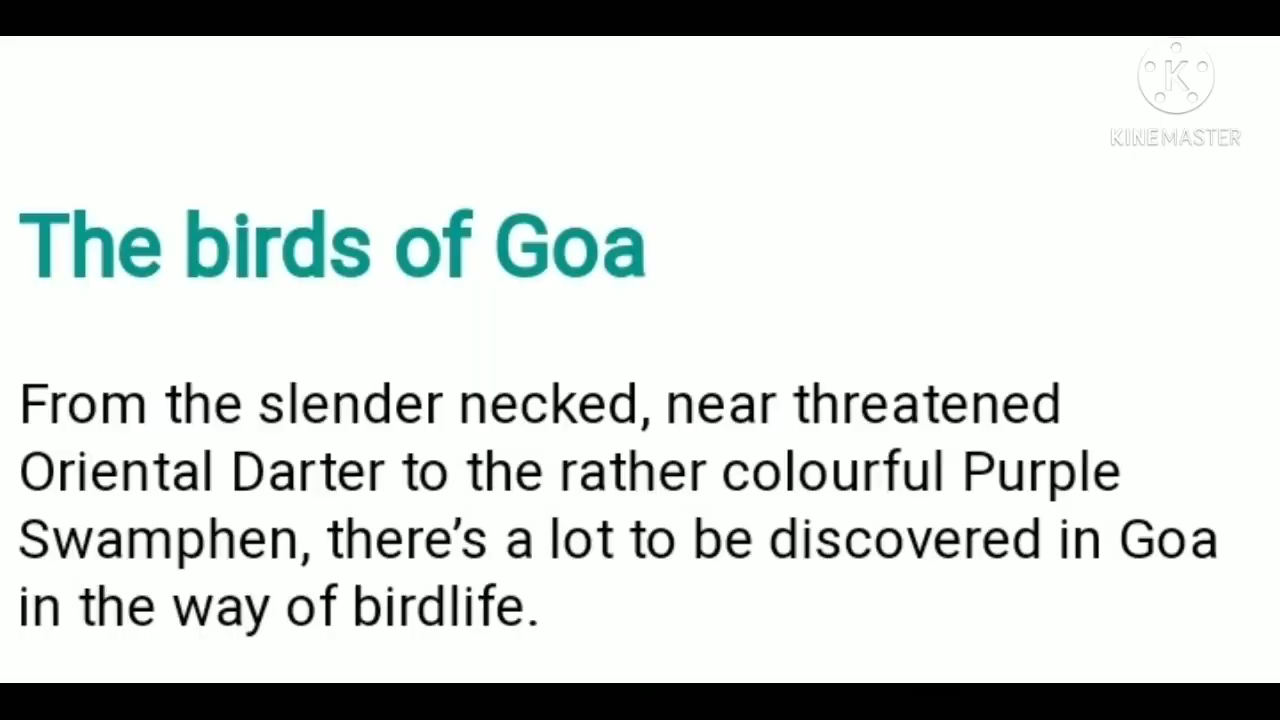 K
KINEMASTER
The birds of Goa
From the slender necked, near threatened
Oriental Darter to the rather colourful Purple
Swamphen, there’s a lot to be discovered in Goa
in the way of birdlife.